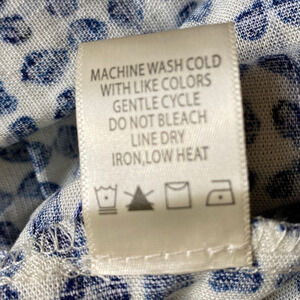 MACHINE WASH COLD
WITH LIKE COLORS
GENTLE CYCLE
DO NOT BLEACH
LINE DRY
IRON,LOW HEAT